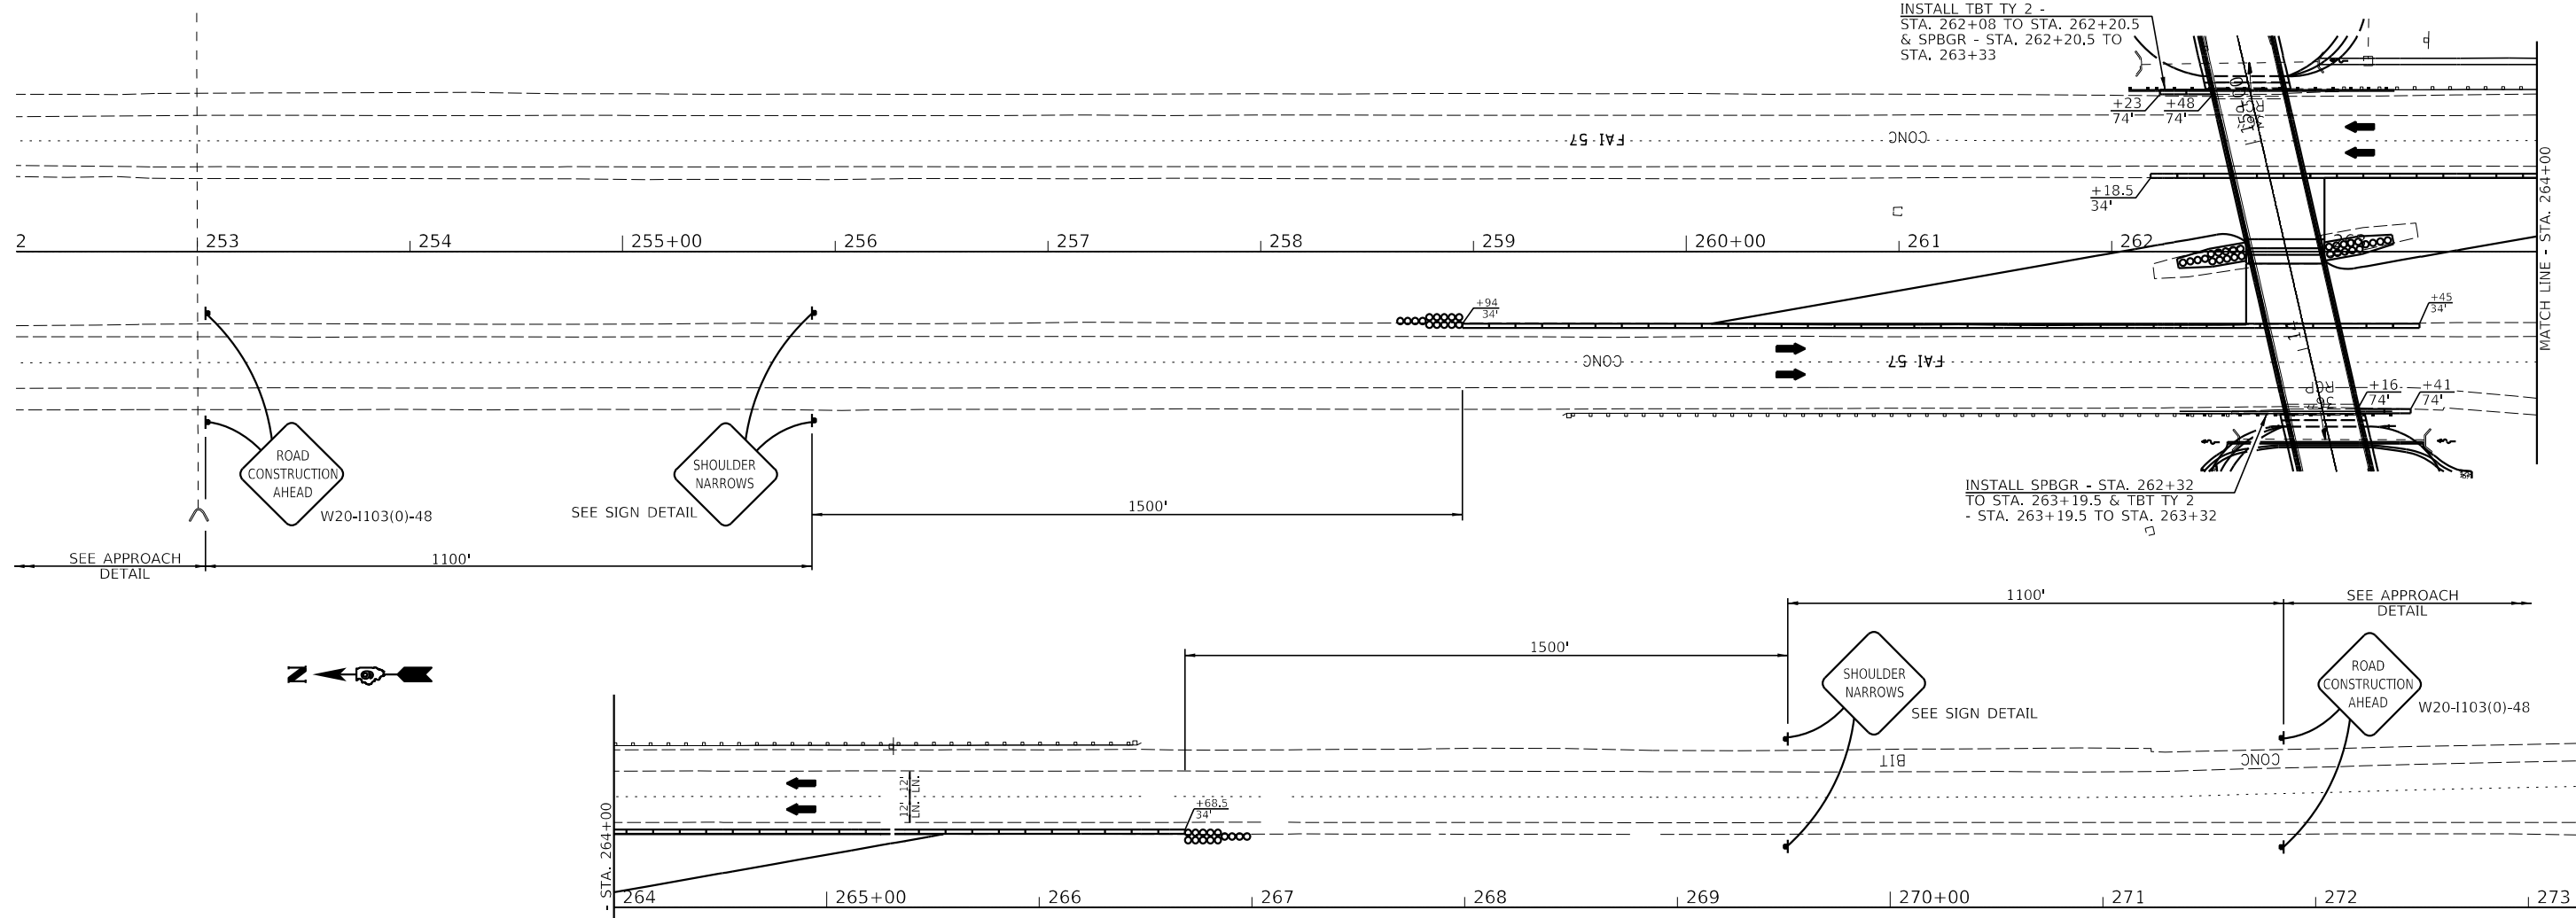 INSTALL TBT TY 2 -
STA. 262+08 TO STA. 262+20.5
& SPBGR - STA. 262+20.5 TO
STA. 263+33
+23
74'
+48
74'
FAI 57
CONC
+18.5
34'
MATCH LINE - STA. 264+00
2
253
254
255+00
256
257
258
259
260+00
261
262
+94
34'
+45
34'
CONC
FAI 57
RCP
+16
74'
+41
74'
ROAD
CONSTRUCTION
AHEAD
W20-I103(0)-48
SHOULDER
NARROWS
SEE SIGN DETAIL
1500'
INSTALL SPBGR - STA. 262+32
TO STA. 263+19.5 & TBT TY 2
- STA. 263+19.5 TO STA. 263+32
SEE APPROACH
DETAIL
1100'
1100'
SEE APPROACH
DETAIL
1500'
N
SHOULDER
NARROWS
SEE SIGN DETAIL
ROAD
CONSTRUCTION
AHEAD
W20-I103(0)-48
BIT
CONC
12' 12'
LN. LN.
+68.5
34'
- STA. 264+00
264
265+00
266
267
268
269
270+00
271
272
273